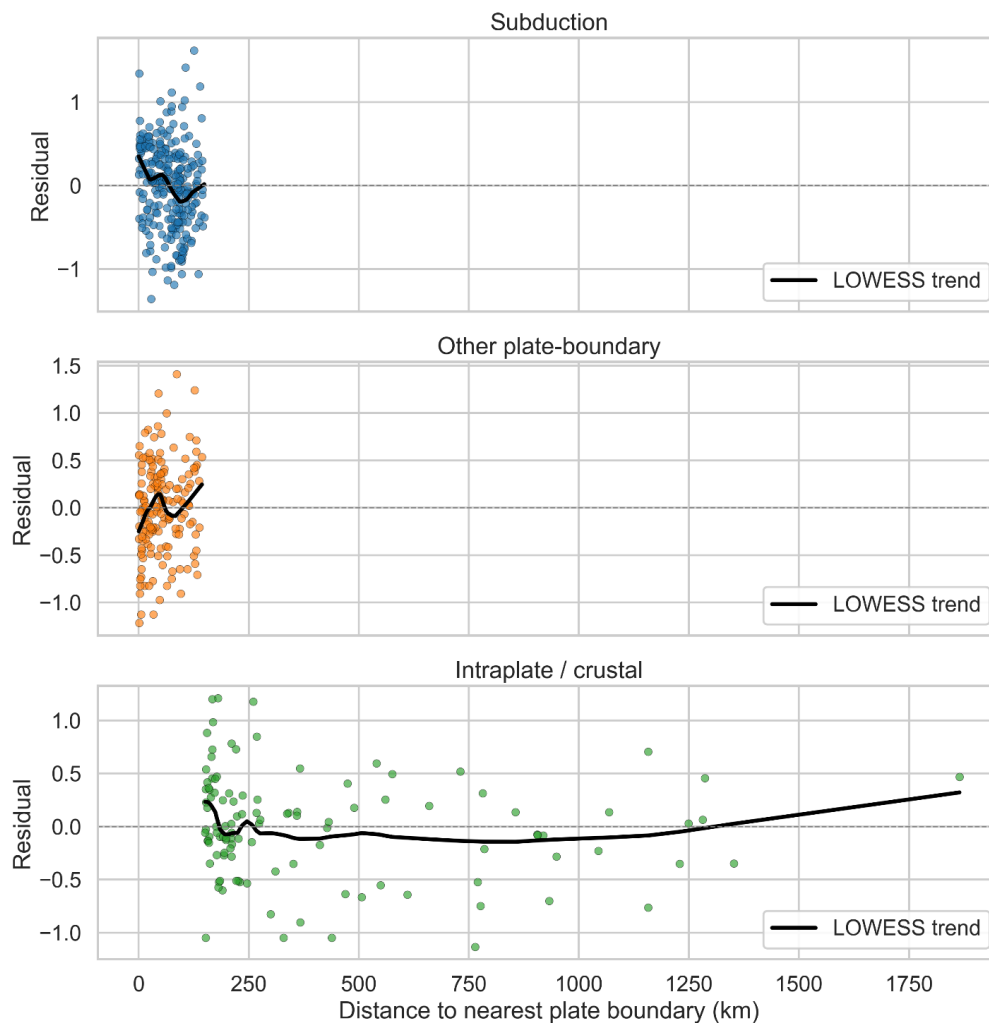 Subduction
1
0
−1
Residual
LOWESS trend
Other plate-boundary
1.5
1.0
0.5
0.0
−0.5
−1.0
Residual
LOWESS trend
Intraplate / crustal
1.0
0.5
0.0
−0.5
−1.0
Residual
LOWESS trend
0 250 500 750 1000 1250 1500 1750
Distance to nearest plate boundary (km)